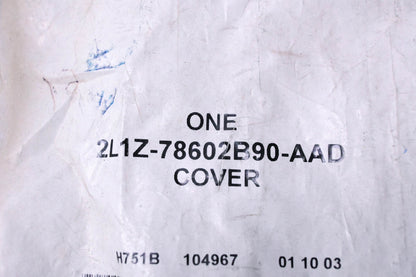 ONE
2L1Z-78602B90-AAD
COVER
H751B 104967 01 10 03